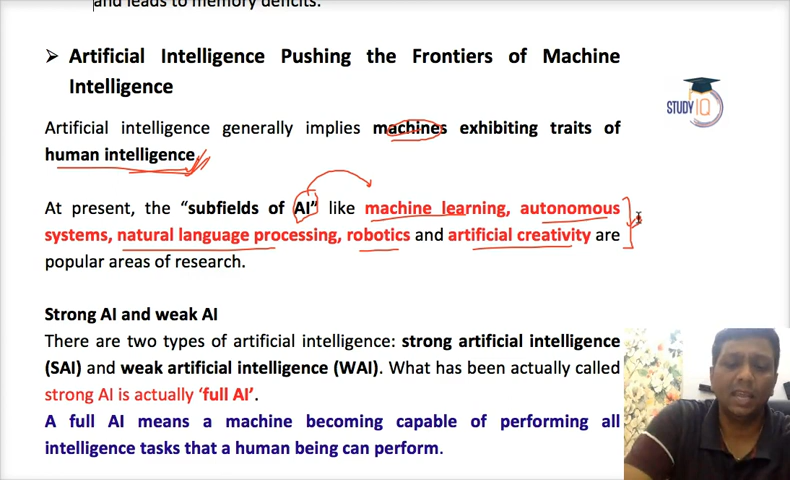 and leads to memory deficits.
➢ Artificial Intelligence Pushing the Frontiers of Machine
Intelligence
STUDY IQ
Artificial intelligence generally implies machines exhibiting traits of
human intelligence.
At present, the “subfields of AI” like machine learning, autonomous
systems, natural language processing, robotics and artificial creativity are
popular areas of research.
Strong AI and weak AI
There are two types of artificial intelligence: strong artificial intelligence
(SAI) and weak artificial intelligence (WAI). What has been actually called
strong AI is actually ‘full AI’.
A full AI means a machine becoming capable of performing all
intelligence tasks that a human being can perform.